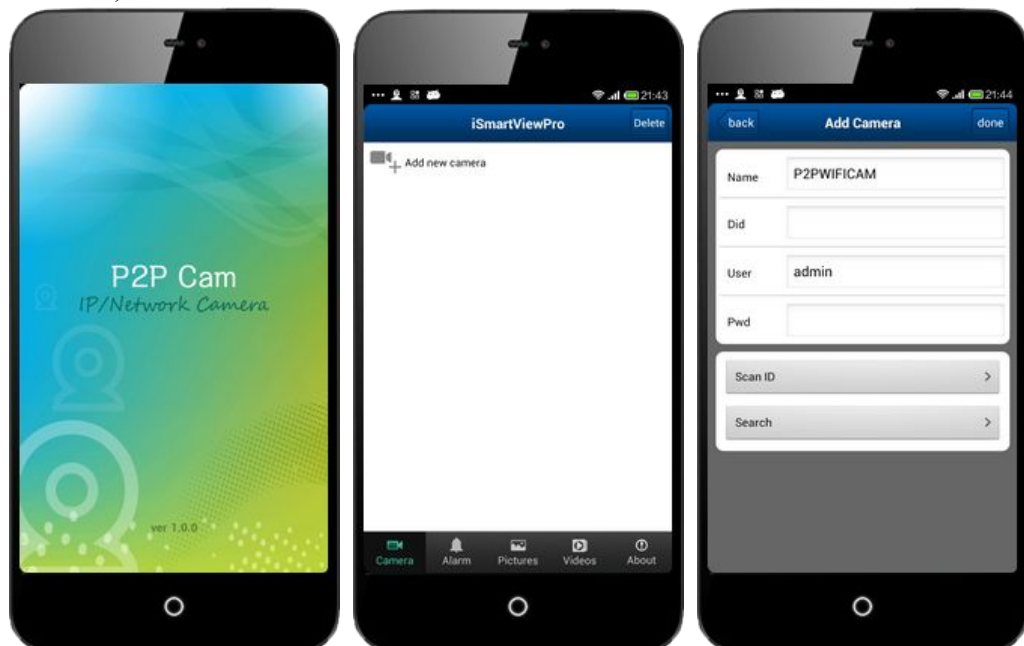 P2P Cam
IP/Network Camera
ver 1.0.0
21:43
iSmartViewPro
Delete
Add new camera
Camera
Alarm
Pictures
Videos
About
21:44
back
Add Camera
done
Name
P2PWIFICAM
Did
User
admin
Pwd
Scan ID
Search